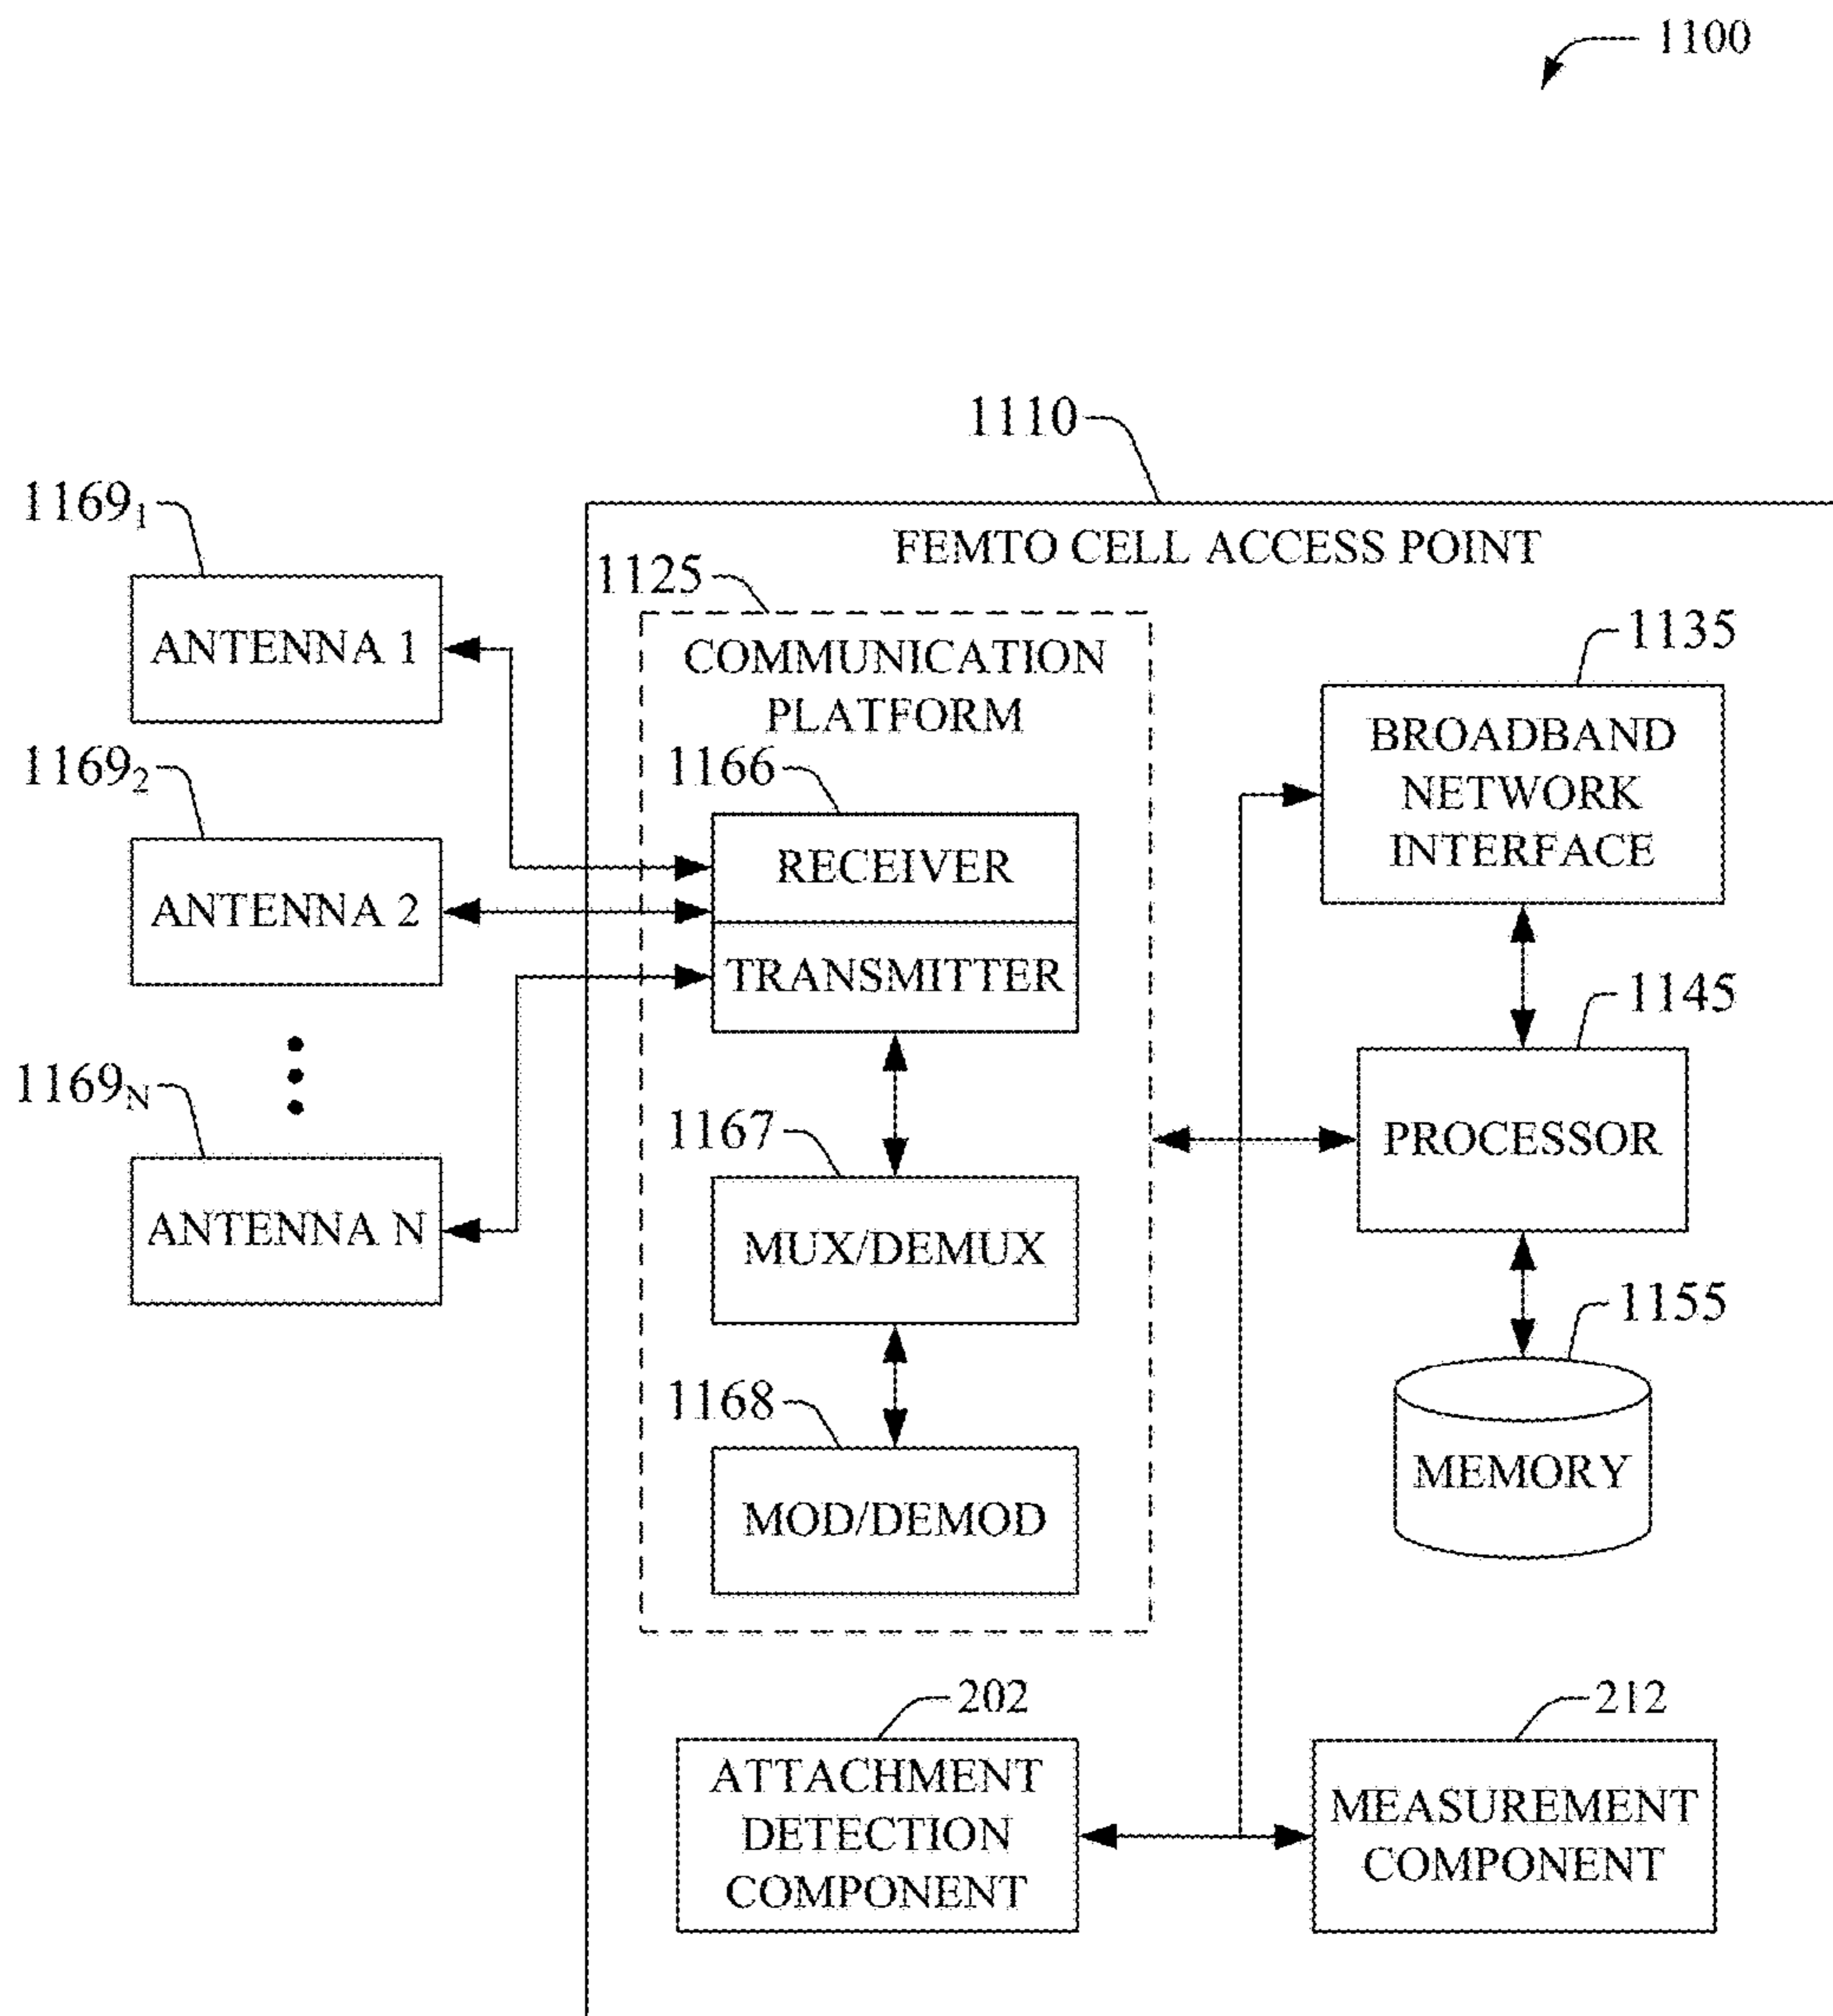 1100
1110
1169₁
FEMTO CELL ACCESS POINT
1125
ANTENNA 1
COMMUNICATION
PLATFORM
1135
BROADBAND
NETWORK
INTERFACE
1169₂
1166
RECEIVER
ANTENNA 2
TRANSMITTER
1145
PROCESSOR
1169N
1167
ANTENNA N
MUX/DEMUX
1155
MEMORY
1168
MOD/DEMOD
202
ATTACHMENT
DETECTION
COMPONENT
212
MEASUREMENT
COMPONENT